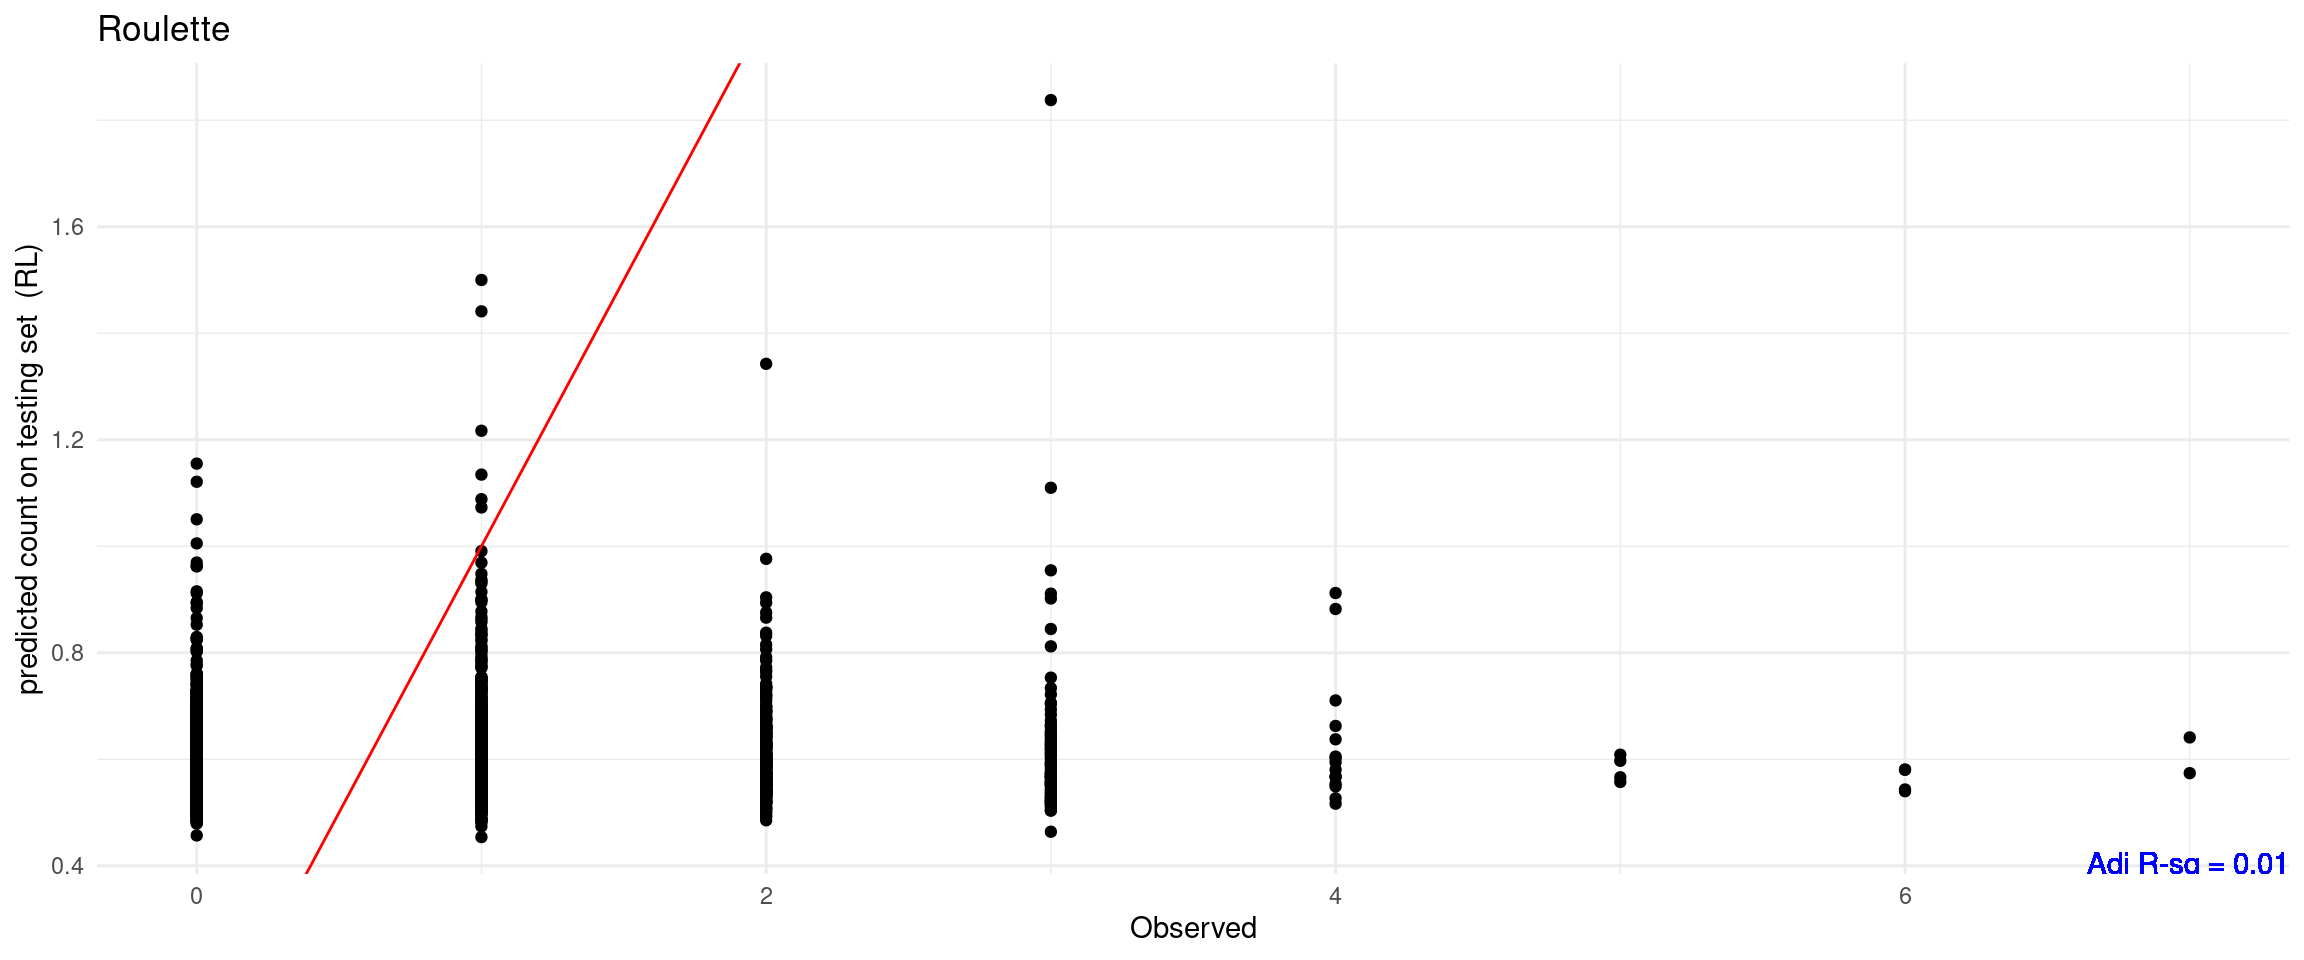 Roulette
predicted count on testing set (RL)
1.6
1.2
0.8
0.4
0 2 4 6
Observed
Adj R-sq = 0.01